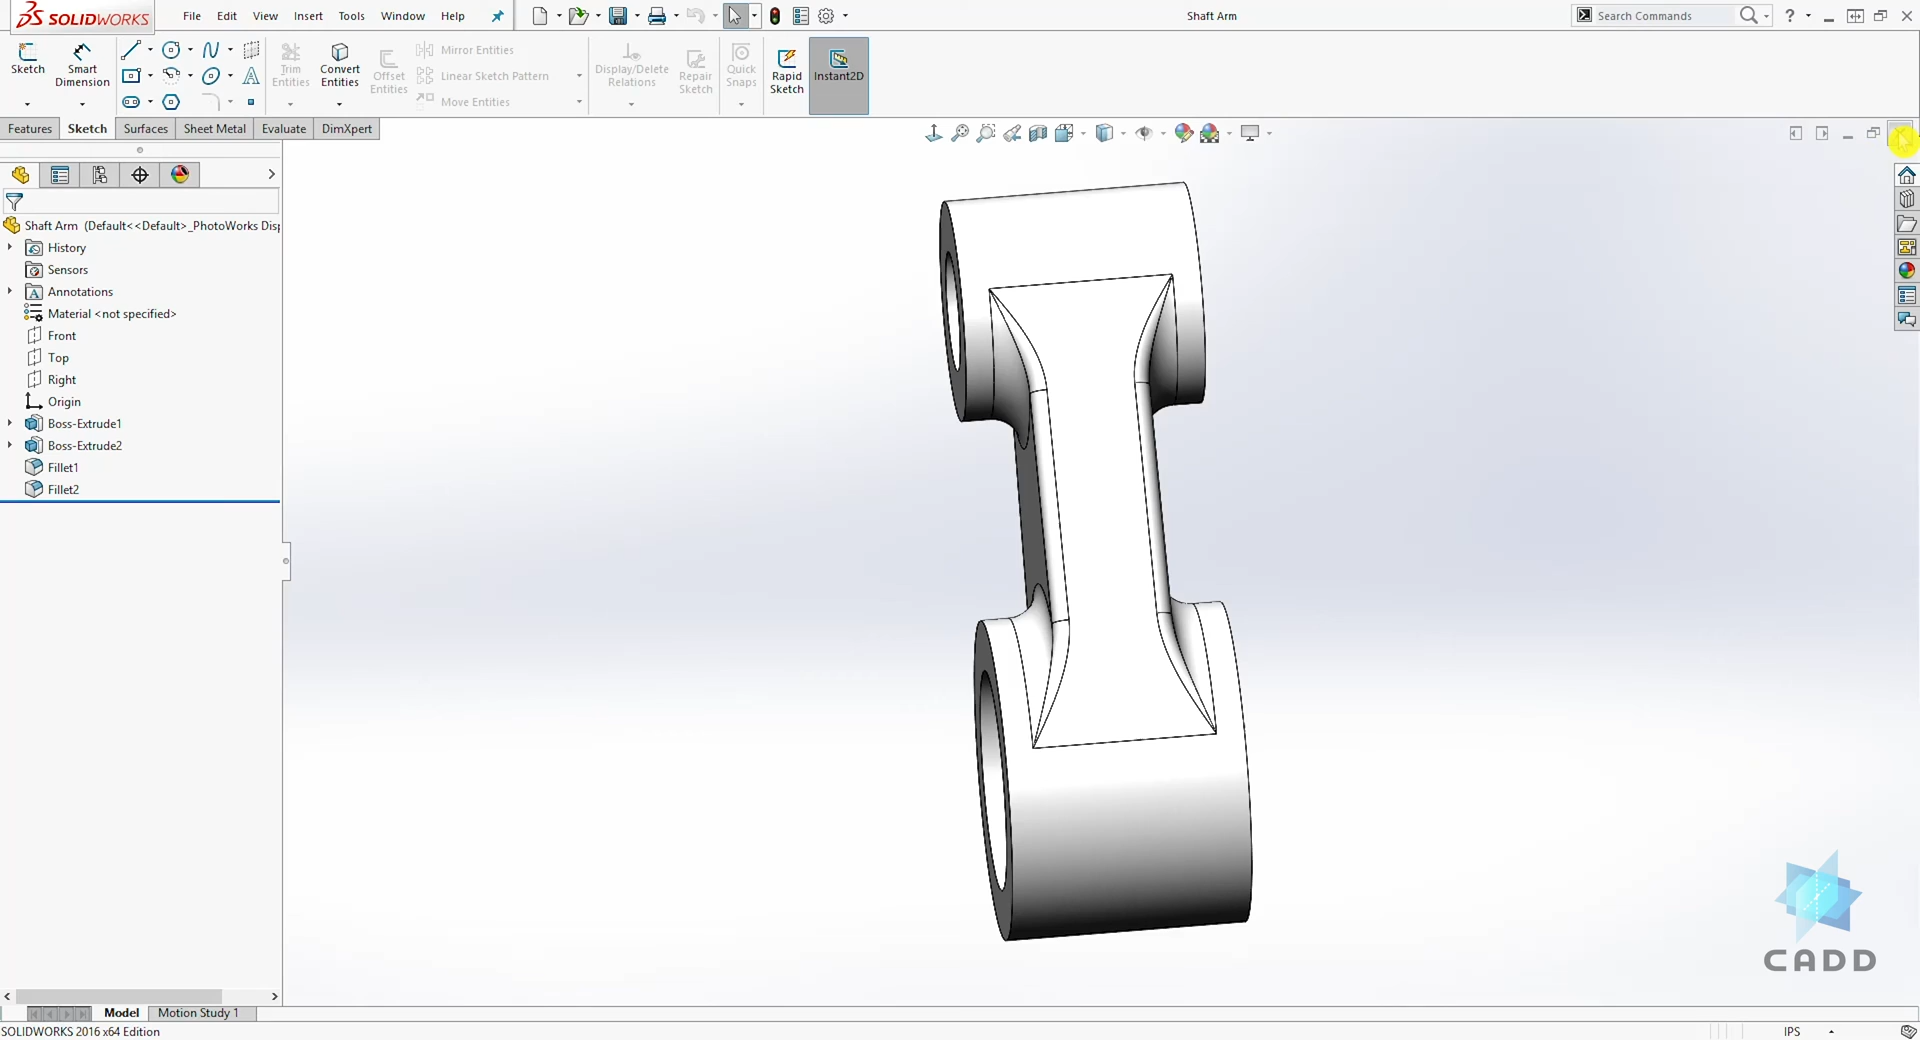 SOLIDWORKS File Edit View Insert Tools Window Help Shaft Arm Search Commands ?
Sketch Smart Dimension Trim Entities Convert Entities Offset Entities Mirror Entities Linear Sketch Pattern Move Entities Display/Delete Relations Repair Sketch Quick Snaps Rapid Sketch Instant2D
Features Sketch Surfaces Sheet Metal Evaluate DimXpert
Shaft Arm (Default<<Default>_PhotoWorks Disp
History
Sensors
Annotations
Material <not specified>
Front
Top
Right
Origin
Boss-Extrude1
Boss-Extrude2
Fillet1
Fillet2
CADD
Model Motion Study 1
SOLIDWORKS 2016 x64 Edition IPS